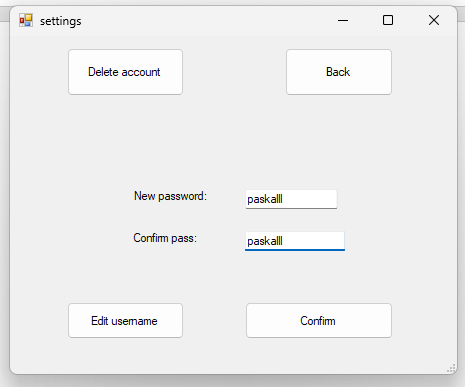 settings
Delete account
Back
New password:
paskalll
Confirm pass:
paskalll
Edit username
Confirm